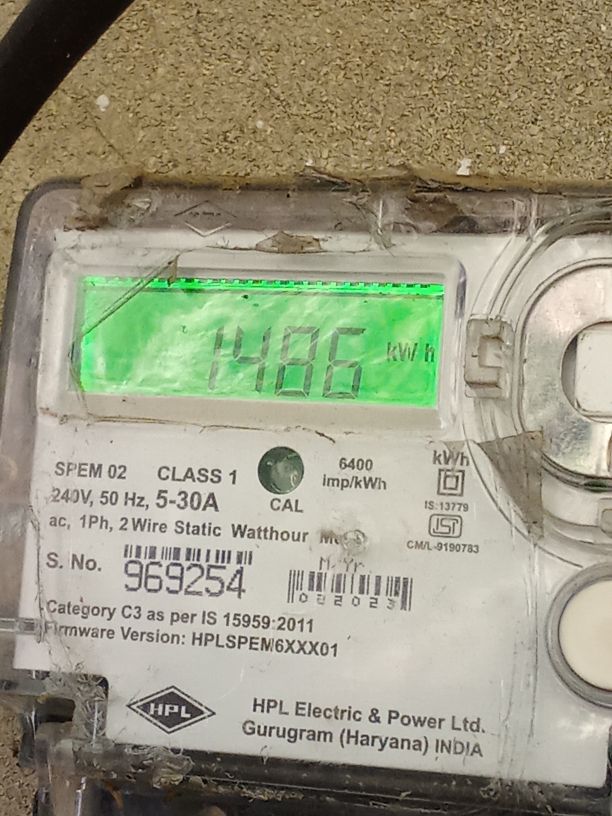 1486 kWh
SPEM 02 CLASS 1
6400
imp/kWh
kWh
240V, 50 Hz, 5-30A
CAL
IS:13779
ISI
ac, 1Ph, 2 Wire Static Watthour
CM/L-9190783
S. No. 969254
M. Yr.
022023
Category C3 as per IS 15959:2011
Firmware Version: HPLSPEM6XXX01
HPL
HPL Electric & Power Ltd.
Gurugram (Haryana) INDIA